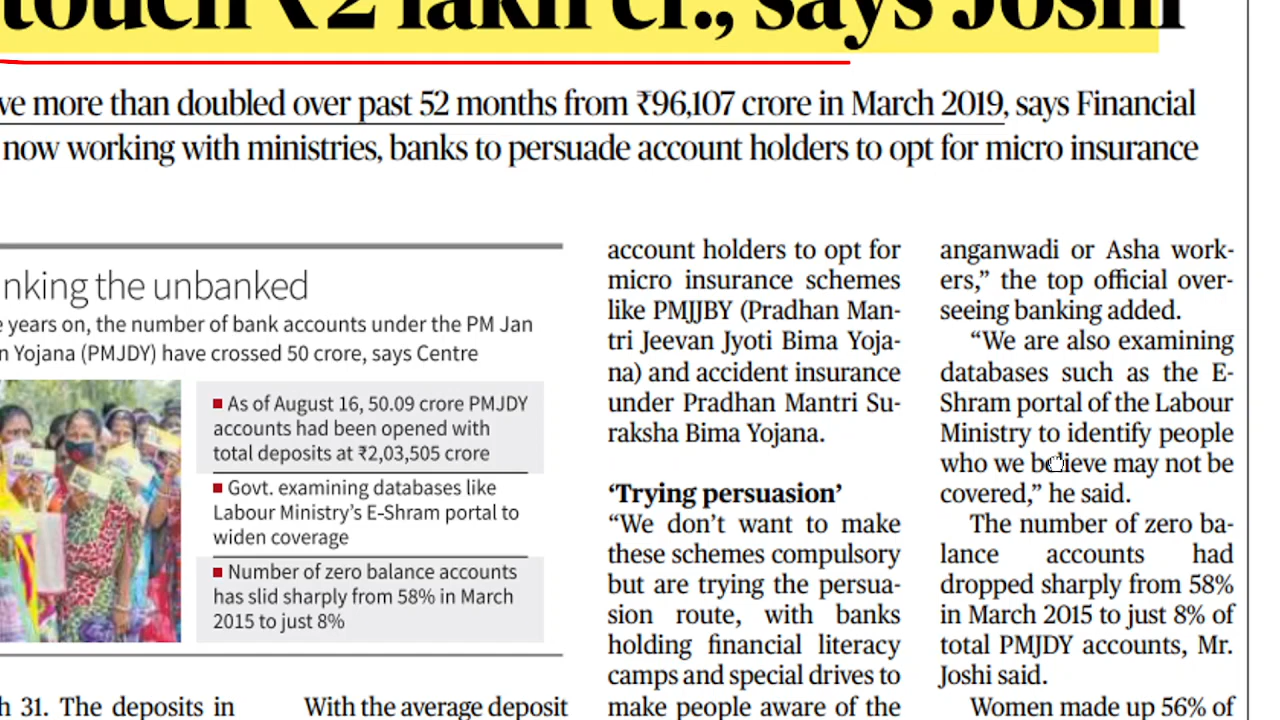 touch ₹2 lakh cr., says Joshi
ve more than doubled over past 52 months from ₹96,107 crore in March 2019, says Financial
now working with ministries, banks to persuade account holders to opt for micro insurance
nking the unbanked
e years on, the number of bank accounts under the PM Jan
n Yojana (PMJDY) have crossed 50 crore, says Centre
As of August 16, 50.09 crore PMJDY
accounts had been opened with
total deposits at ₹2,03,505 crore
Govt. examining databases like
Labour Ministry’s E-Shram portal to
widen coverage
Number of zero balance accounts
has slid sharply from 58% in March
2015 to just 8%
h 31. The deposits in
With the average deposit
account holders to opt for
micro insurance schemes
like PMJJBY (Pradhan Man-
tri Jeevan Jyoti Bima Yoja-
na) and accident insurance
under Pradhan Mantri Su-
raksha Bima Yojana.
‘Trying persuasion’
“We don’t want to make
these schemes compulsory
but are trying the persua-
sion route, with banks
holding financial literacy
camps and special drives to
make people aware of the
anganwadi or Asha work-
ers,” the top official over-
seeing banking added.
“We are also examining
databases such as the E-
Shram portal of the Labour
Ministry to identify people
who we believe may not be
covered,” he said.
The number of zero ba-
lance accounts had
dropped sharply from 58%
in March 2015 to just 8% of
total PMJDY accounts, Mr.
Joshi said.
Women made up 56% of